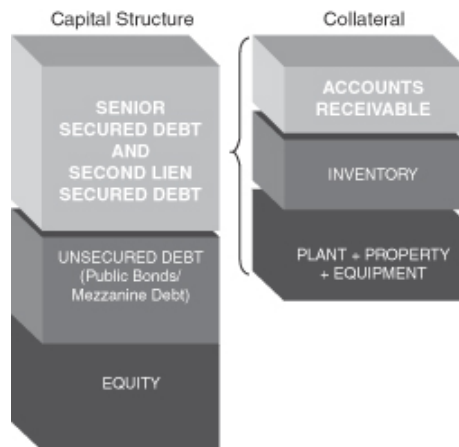 Capital Structure
SENIOR
SECURED DEBT
AND
SECOND LIEN
SECURED DEBT
UNSECURED DEBT
(Public Bonds/
Mezzanine Debt)
EQUITY
Collateral
ACCOUNTS
RECEIVABLE
INVENTORY
PLANT + PROPERTY
+ EQUIPMENT